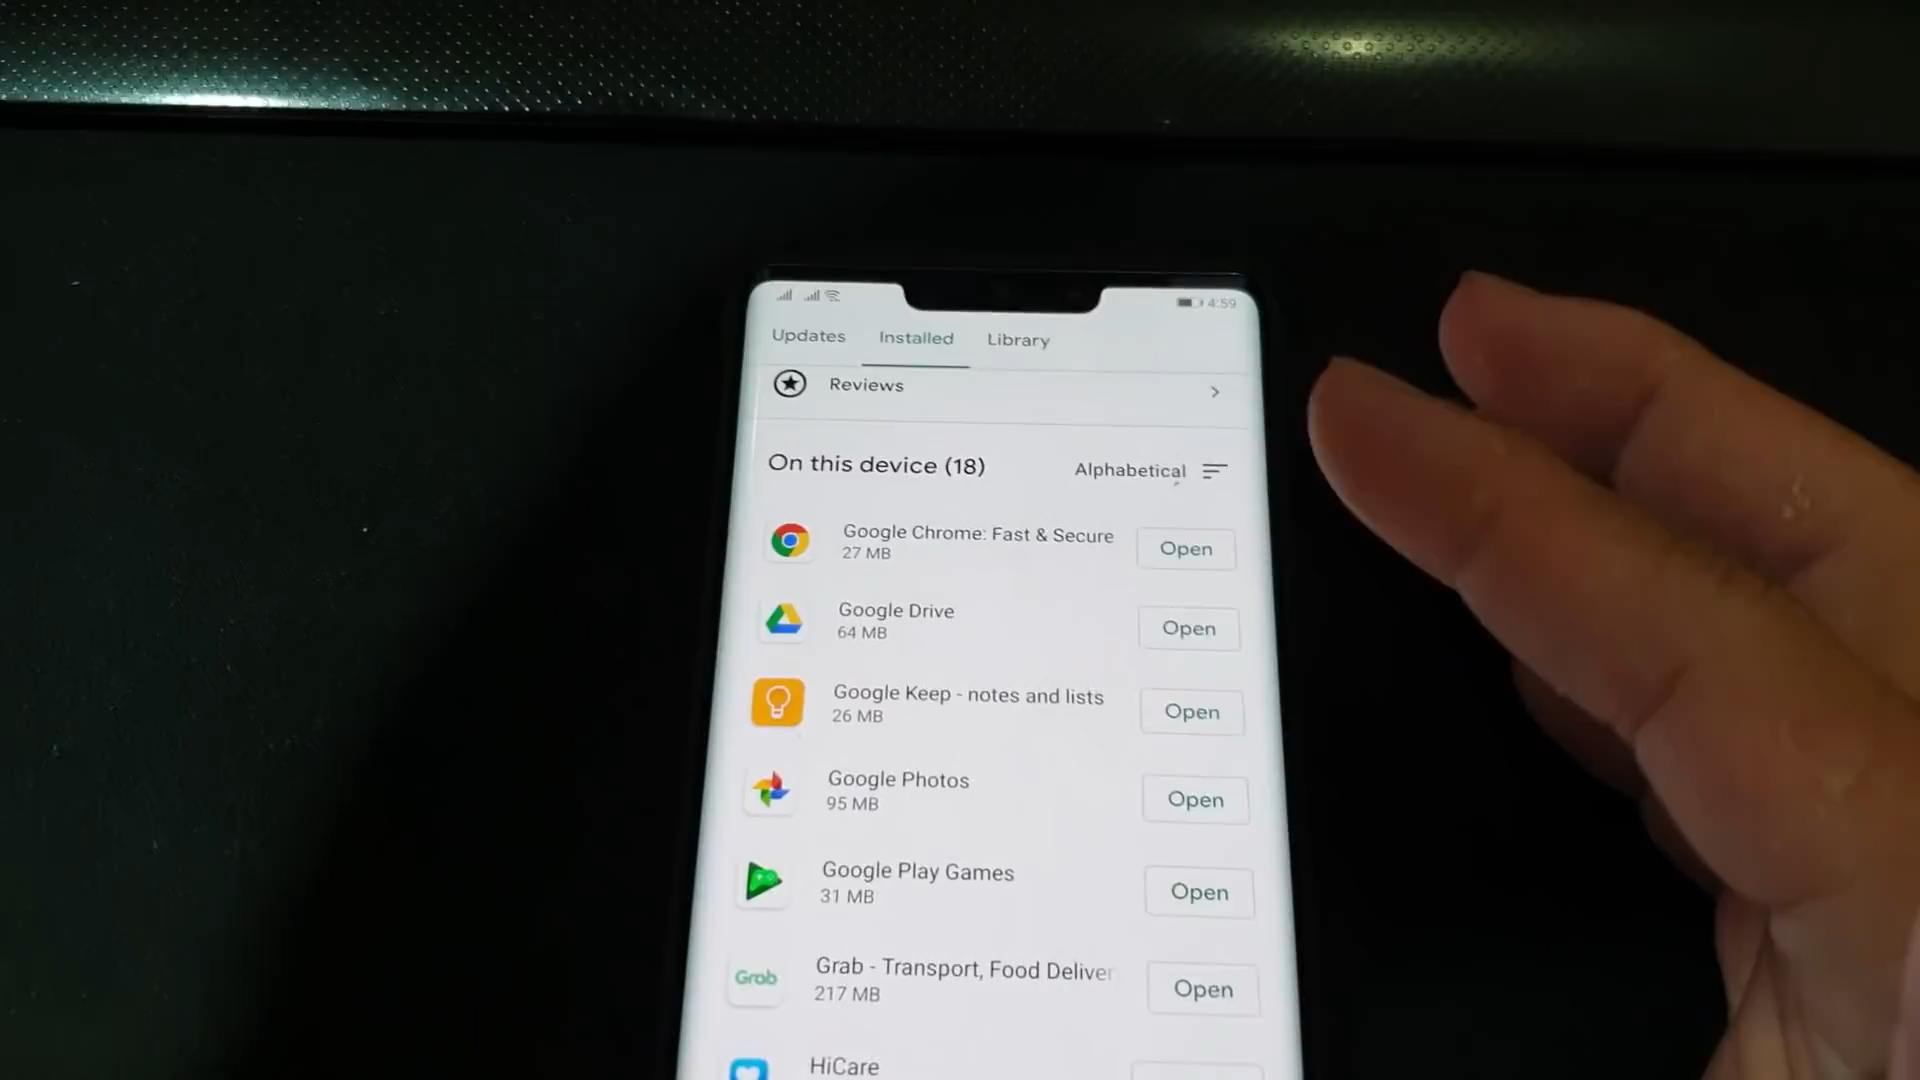 4:59
Updates Installed Library
Reviews
On this device (18) Alphabetical
Google Chrome: Fast & Secure
27 MB
Open
Google Drive
64 MB
Open
Google Keep - notes and lists
26 MB
Open
Google Photos
95 MB
Open
Google Play Games
31 MB
Open
Grab
Grab - Transport, Food Deliver
217 MB
Open
HiCare